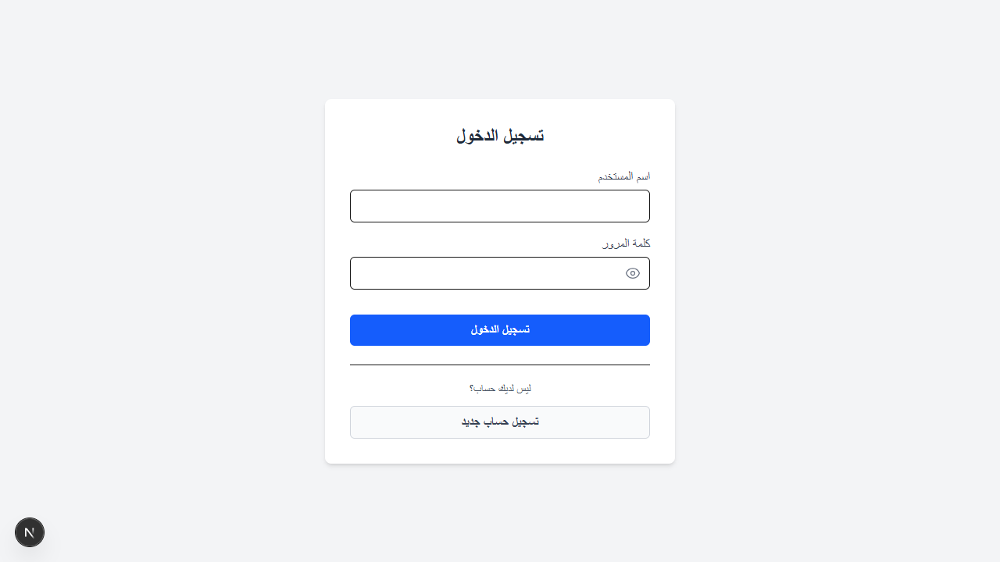 تسجيل الدخول
اسم المستخدم
كلمة المرور
تسجيل الدخول
ليس لديك حساب؟
تسجيل حساب جديد
N